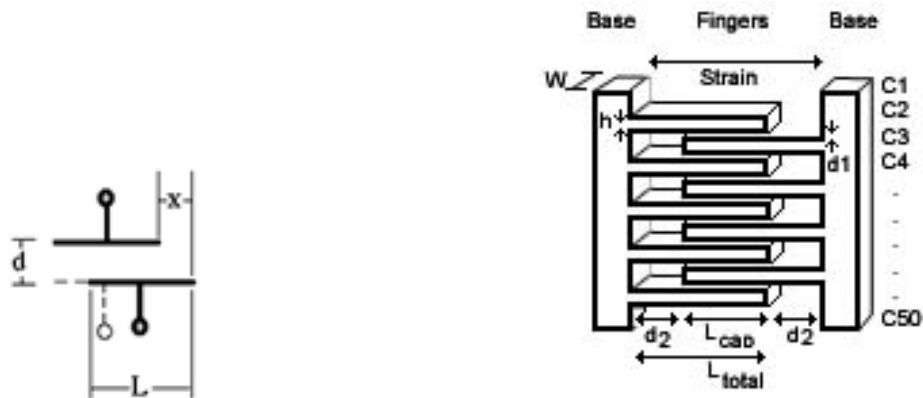 Base Fingers Base
W
Strain
C1
C2
h
C3
d1
C4
-
-
-
-
-
C50
d2 Lcap d2
Ltotal
x
d
L